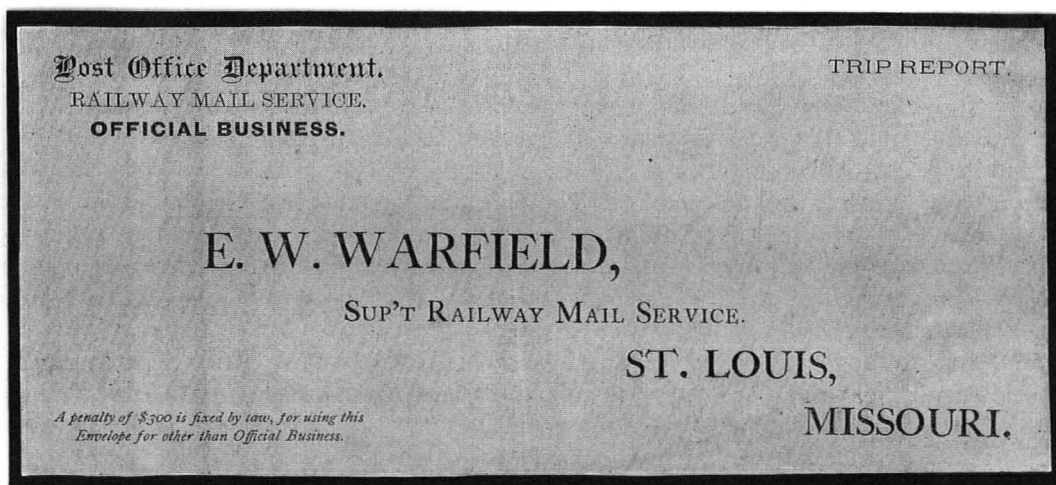 Post Office Department.
RAILWAY MAIL SERVICE.
OFFICIAL BUSINESS.
TRIP REPORT.
E. W. WARFIELD,
SUP'T RAILWAY MAIL SERVICE.
ST. LOUIS,
MISSOURI.
A penalty of $300 is fixed by law, for using this
Envelope for other than Official Business.